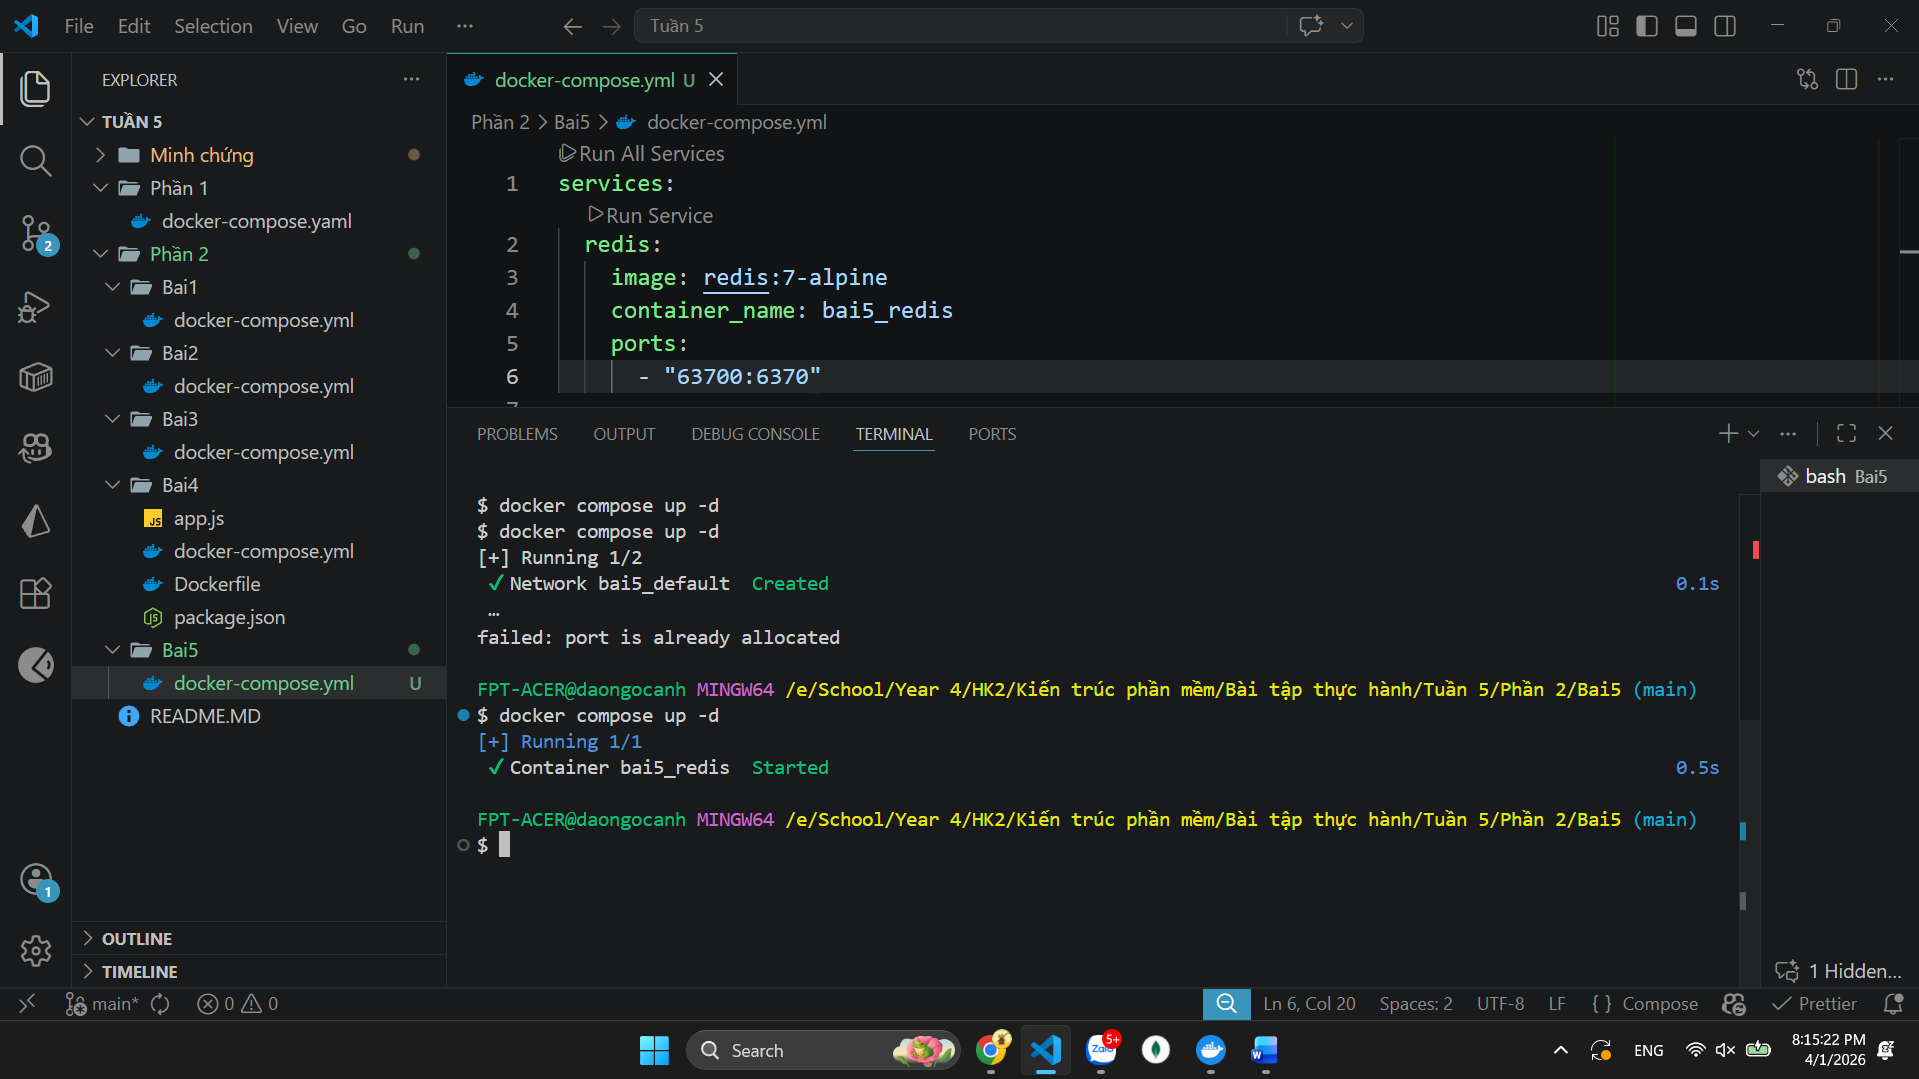 File Edit Selection View Go Run ...
Tuần 5
EXPLORER
TUẦN 5
Minh chứng
Phần 1
docker-compose.yaml
Phần 2
Bai1
docker-compose.yml
Bai2
docker-compose.yml
Bai3
docker-compose.yml
Bai4
app.js
docker-compose.yml
Dockerfile
package.json
Bai5
docker-compose.yml U
README.MD
OUTLINE
TIMELINE
2
1
docker-compose.yml U
Phần 2 > Bai5 > docker-compose.yml
Run All Services
1 services:
Run Service
2 redis:
3 image: redis:7-alpine
4 container_name: bai5_redis
5 ports:
6 - "63700:6370"
7
PROBLEMS OUTPUT DEBUG CONSOLE TERMINAL PORTS
bash Bai5
$ docker compose up -d
$ docker compose up -d
[+] Running 1/2
✓ Network bai5_default Created 0.1s
…
failed: port is already allocated
FPT-ACER@daongocanh MINGW64 /e/School/Year 4/HK2/Kiến trúc phần mềm/Bài tập thực hành/Tuần 5/Phần 2/Bai5 (main)
$ docker compose up -d
[+] Running 1/1
✓ Container bai5_redis Started 0.5s
FPT-ACER@daongocanh MINGW64 /e/School/Year 4/HK2/Kiến trúc phần mềm/Bài tập thực hành/Tuần 5/Phần 2/Bai5 (main)
$
1 Hidden...
main* 0 0 Ln 6, Col 20 Spaces: 2 UTF-8 LF { } Compose Prettier
Search
Zalo
5+
W
ENG
8:15:22 PM
4/1/2026